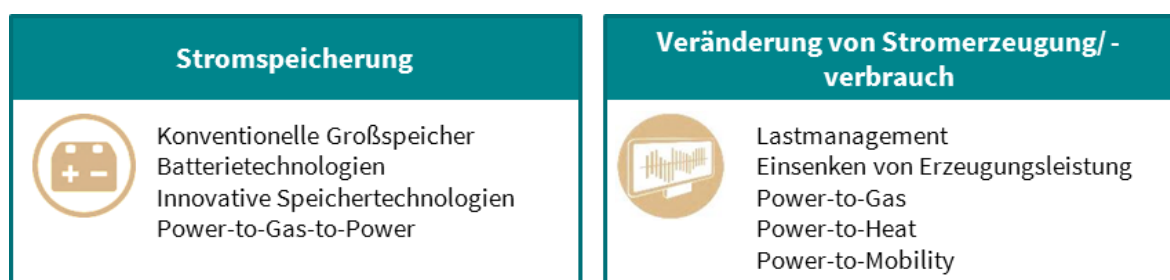 Stromspeicherung
Konventionelle Großspeicher
Batterietechnologien
Innovative Speichertechnologien
Power-to-Gas-to-Power
Veränderung von Stromerzeugung/ -
verbrauch
Lastmanagement
Einsenken von Erzeugungsleistung
Power-to-Gas
Power-to-Heat
Power-to-Mobility